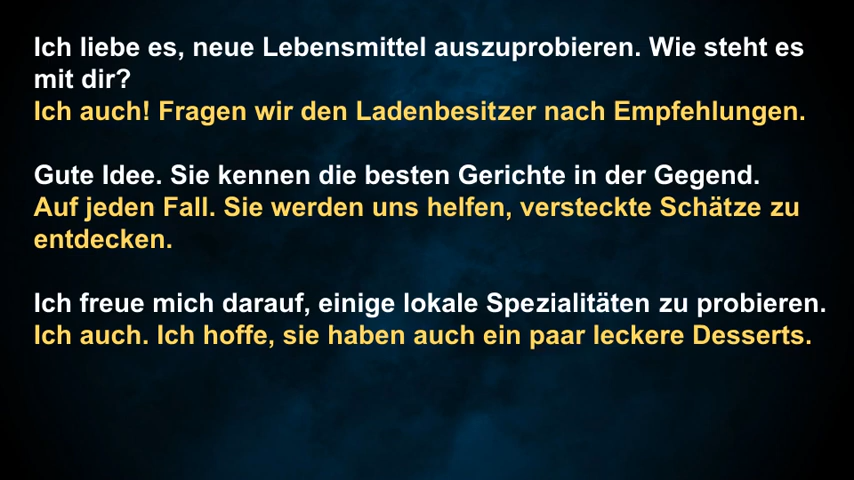 Ich liebe es, neue Lebensmittel auszuprobieren. Wie steht es
mit dir?
Ich auch! Fragen wir den Ladenbesitzer nach Empfehlungen.
Gute Idee. Sie kennen die besten Gerichte in der Gegend.
Auf jeden Fall. Sie werden uns helfen, versteckte Schätze zu
entdecken.
Ich freue mich darauf, einige lokale Spezialitäten zu probieren.
Ich auch. Ich hoffe, sie haben auch ein paar leckere Desserts.